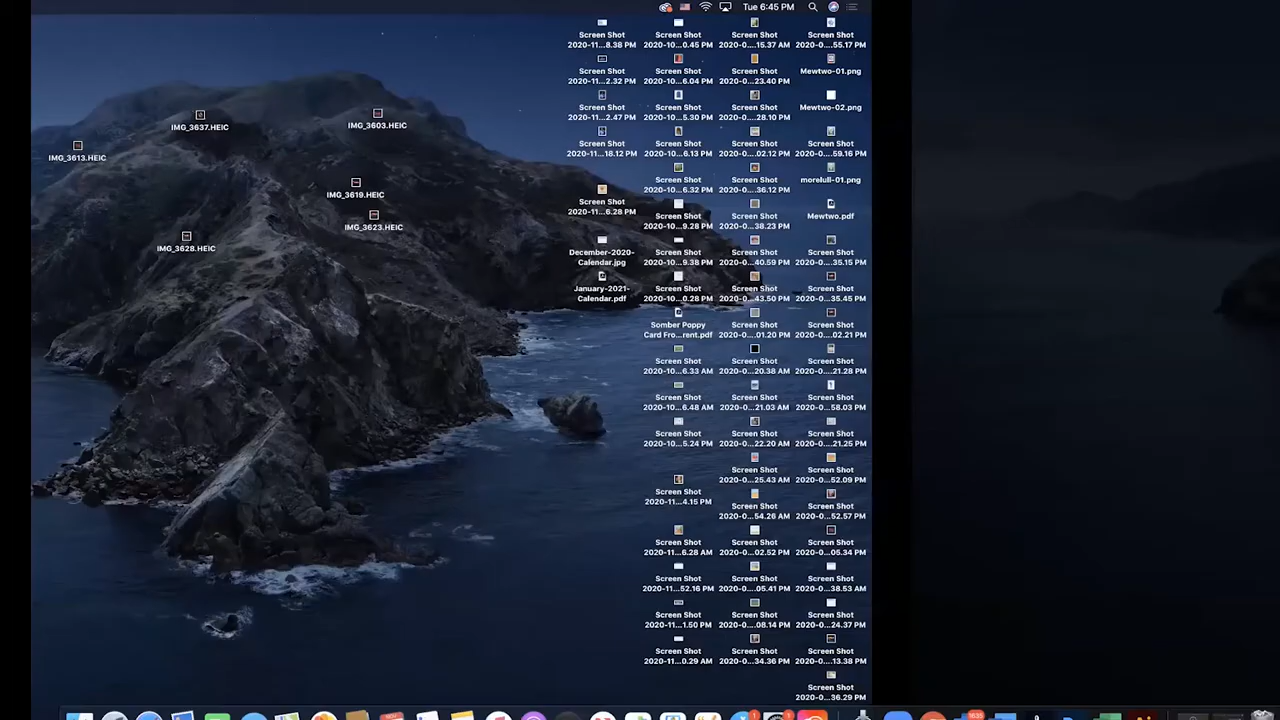 Tue 6:45 PM
IMG_3637.HEIC
IMG_3603.HEIC
IMG_3613.HEIC
IMG_3619.HEIC
IMG_3623.HEIC
IMG_3628.HEIC
Screen Shot
2020-11...8.38 PM
Screen Shot
2020-11...2.32 PM
Screen Shot
2020-11...2.47 PM
Screen Shot
2020-11...18.12 PM
Screen Shot
2020-11...6.28 PM
December-2020-
Calendar.jpg
January-2021-
Calendar.pdf
Screen Shot
2020-10...0.45 PM
Screen Shot
2020-10...6.04 PM
Screen Shot
2020-10...5.30 PM
Screen Shot
2020-10...6.13 PM
Screen Shot
2020-10...6.32 PM
Screen Shot
2020-10...9.28 PM
Screen Shot
2020-10...9.38 PM
Screen Shot
2020-10...0.28 PM
Somber Poppy
Card Fro...rent.pdf
Screen Shot
2020-10...6.33 AM
Screen Shot
2020-10...6.48 AM
Screen Shot
2020-10...5.24 PM
Screen Shot
2020-11...4.15 PM
Screen Shot
2020-11...6.28 AM
Screen Shot
2020-11...52.16 PM
Screen Shot
2020-11...1.50 PM
Screen Shot
2020-11...0.29 AM
Screen Shot
2020-0....15.37 AM
Screen Shot
2020-0...23.40 PM
Screen Shot
2020-0...28.10 PM
Screen Shot
2020-0....02.12 PM
Screen Shot
2020-0...36.12 PM
Screen Shot
2020-0...38.23 PM
Screen Shot
2020-0...40.59 PM
Screen Shot
2020-0...43.50 PM
Screen Shot
2020-0....01.20 PM
Screen Shot
2020-0...20.38 AM
Screen Shot
2020-0...21.03 AM
Screen Shot
2020-0...22.20 AM
Screen Shot
2020-0...25.43 AM
Screen Shot
2020-0...54.26 AM
Screen Shot
2020-0...02.52 PM
Screen Shot
2020-0...05.41 PM
Screen Shot
2020-0...08.14 PM
Screen Shot
2020-0...34.36 PM
Screen Shot
2020-0...55.17 PM
Mewtwo-01.png
Mewtwo-02.png
Screen Shot
2020-0...59.16 PM
morelull-01.png
Mewtwo.pdf
Screen Shot
2020-0...35.15 PM
Screen Shot
2020-0...35.45 PM
Screen Shot
2020-0...02.21 PM
Screen Shot
2020-0...21.28 PM
Screen Shot
2020-0...58.03 PM
Screen Shot
2020-0...21.25 PM
Screen Shot
2020-0...52.09 PM
Screen Shot
2020-0...52.57 PM
Screen Shot
2020-0...05.34 PM
Screen Shot
2020-0...38.53 AM
Screen Shot
2020-0...24.37 PM
Screen Shot
2020-0....13.38 PM
Screen Shot
2020-0...36.29 PM